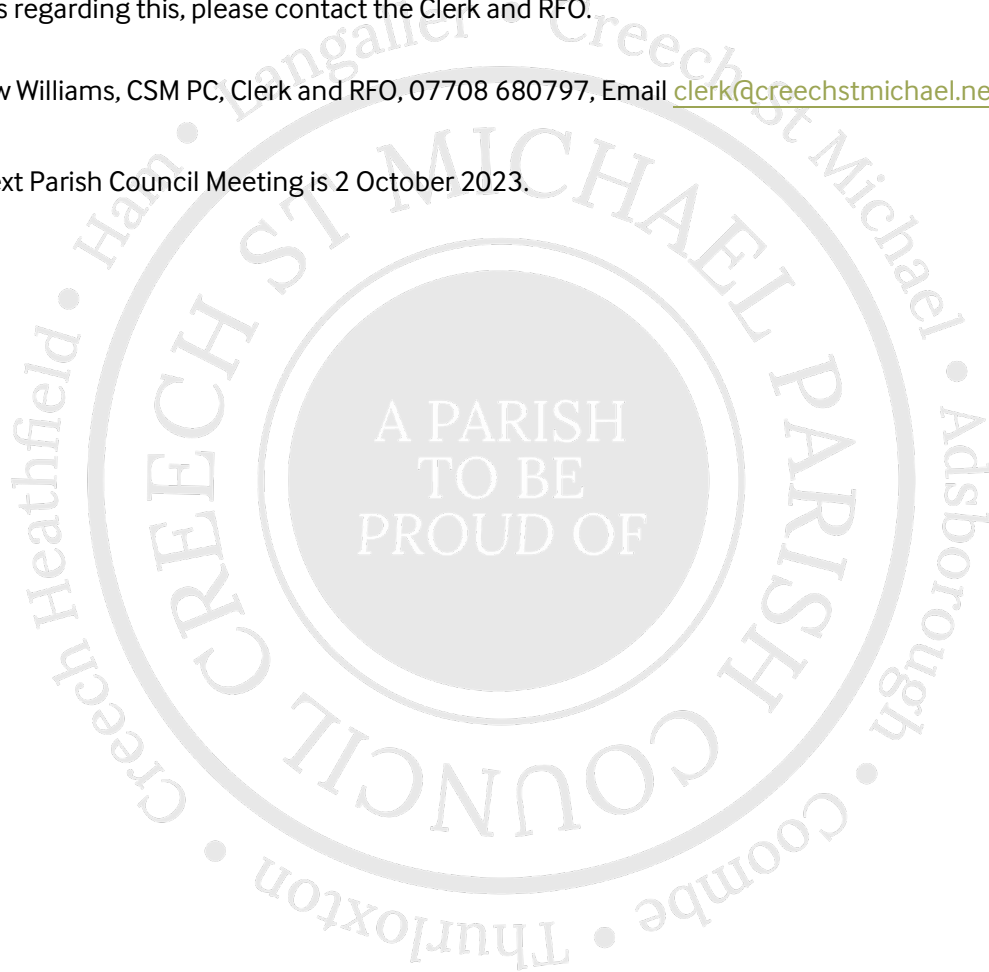 s regarding this, please contact the Clerk and RFO.
w Williams, CSM PC, Clerk and RFO, 07708 680797, Email clerk@creechstmichael.ne
xt Parish Council Meeting is 2 October 2023.
Creech Heathfield • Ham • Langaller • Creech St Michael • Adsborough • Coombe • Thurloxton •
CREECH ST MICHAEL PARISH COUNCIL
A PARISH
TO BE
PROUD OF